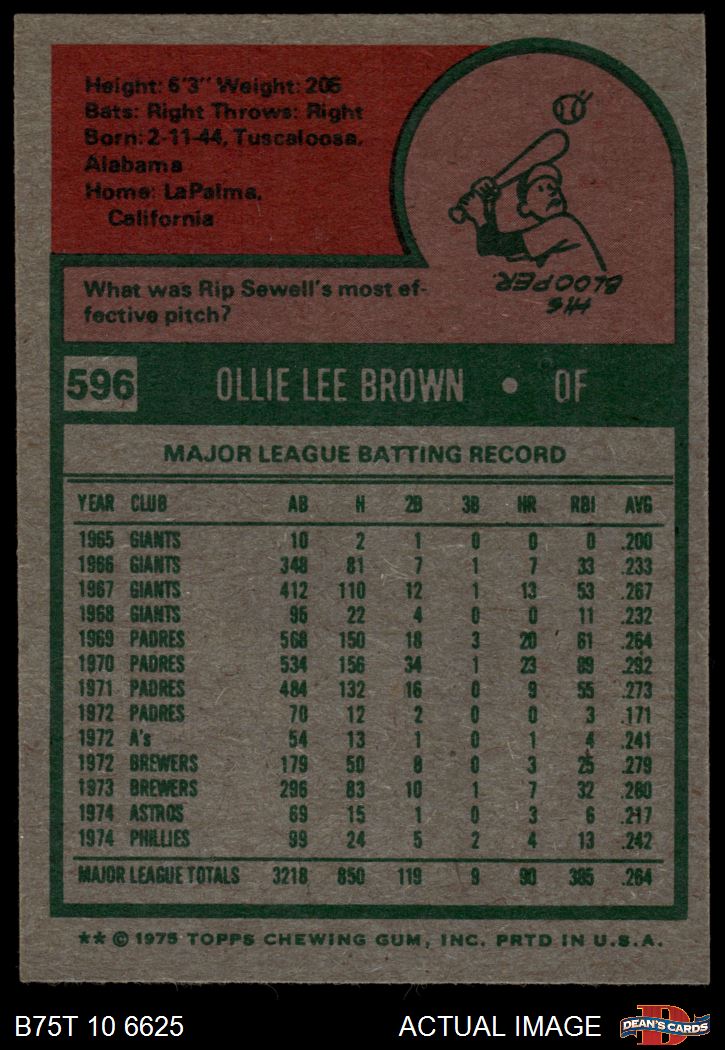 Height: 6'3" Weight: 205
Bats: Right Throws: Right
Born: 2-11-44, Tuscaloosa,
Alabama
Home: LaPalma,
California
HIS
BLOOPER.
What was Rip Sewell's most ef-
fective pitch?
596 OLLIE LEE BROWN • OF
MAJOR LEAGUE BATTING RECORD
YEAR CLUB AB H 2B 3B HR RBI AVG
1965 GIANTS 10 2 1 0 0 0 .200
1966 GIANTS 348 81 7 1 7 33 .233
1967 GIANTS 412 110 12 1 13 53 .267
1968 GIANTS 95 22 4 0 0 11 .232
1969 PADRES 568 150 18 3 20 61 .264
1970 PADRES 534 156 34 1 23 89 .292
1971 PADRES 484 132 16 0 9 55 .273
1972 PADRES 70 12 2 0 0 3 .171
1972 A's 54 13 1 0 1 4 .241
1972 BREWERS 179 50 8 0 3 25 .279
1973 BREWERS 296 83 10 1 7 32 .280
1974 ASTROS 69 15 1 0 3 6 .217
1974 PHILLIES 99 24 5 2 4 13 .242
MAJOR LEAGUE TOTALS 3218 850 119 9 90 385 .264
** © 1975 TOPPS CHEWING GUM, INC. PRTD IN U.S.A.
B75T 10 6625 ACTUAL IMAGE D DEAN'S CARDS